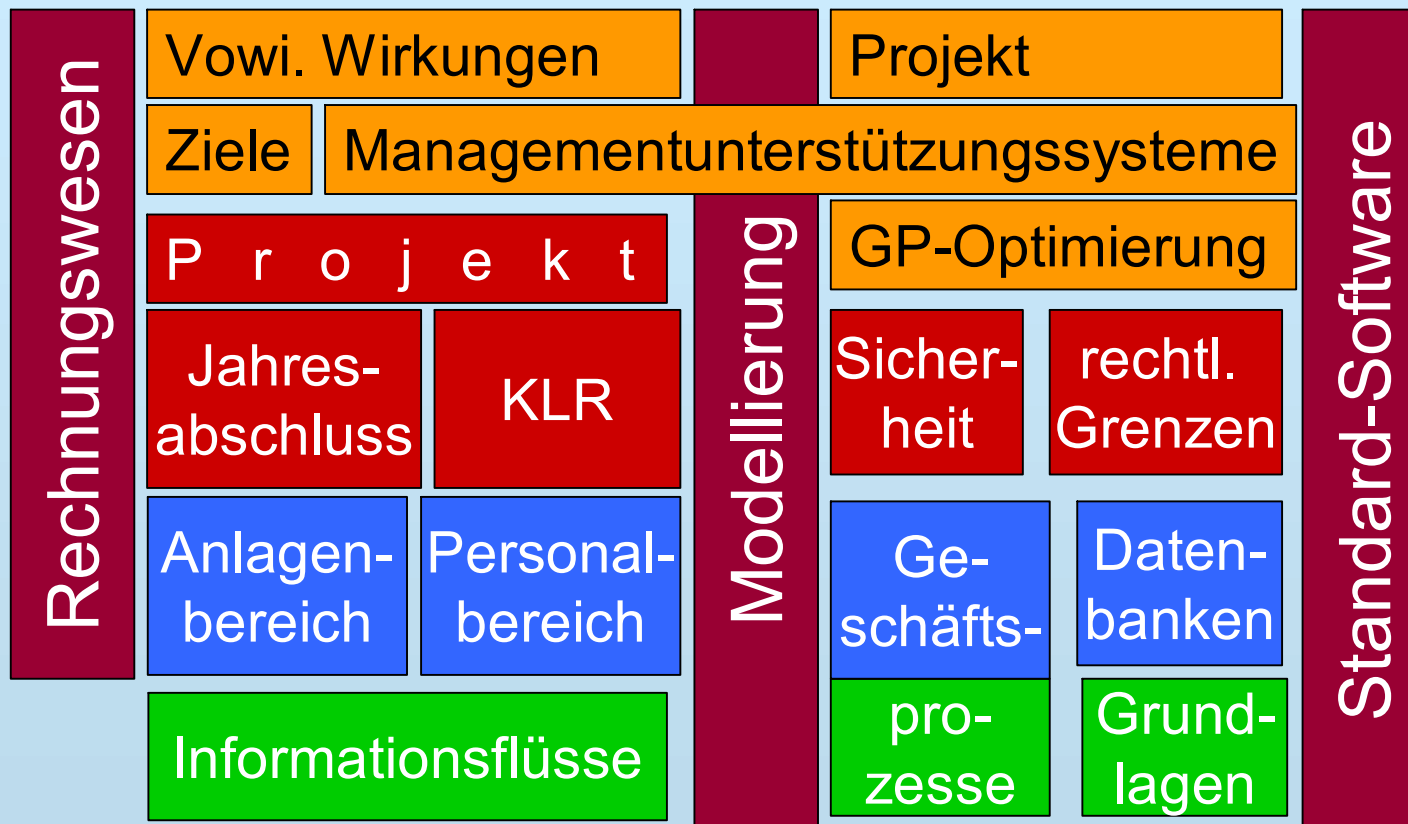 Rechnungswesen
Vowi. Wirkungen
Ziele
Managementunterstützungssysteme
P r o j e k t
Jahres-
abschluss
KLR
Anlagen-
bereich
Personal-
bereich
Informationsflüsse
Modellierung
Projekt
GP-Optimierung
Sicher-
heit
rechtl.
Grenzen
Ge-
schäfts-
pro-
zesse
Daten-
banken
Grund-
lagen
Standard-Software